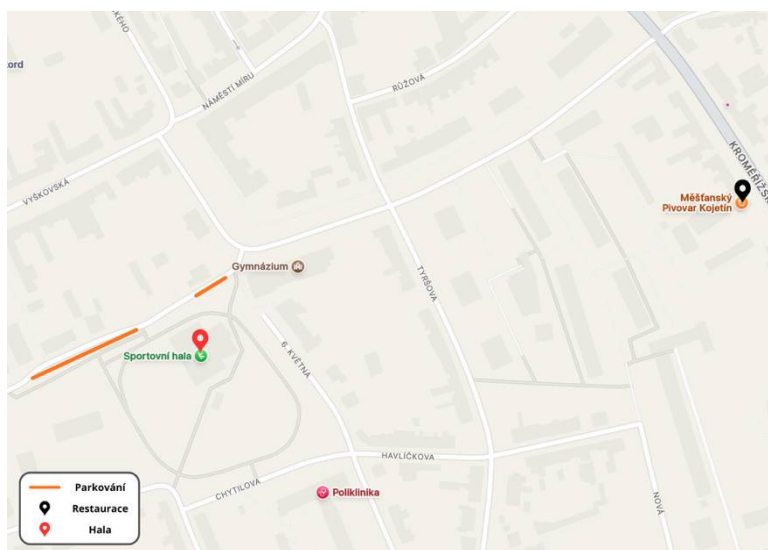 SKÉHO
ord
NÁMĚSTÍ MÍRU
RŮŽOVÁ
VYŠKOVSKÁ
KROMĚŘÍŽSK
Měšťanský
Pivovar Kojetín
Gymnázium
TYRŠOVA
Sportovní hala
6. KVĚTNA
HAVLÍČKOVA
CHYTILOVA
Poliklinika
NOVÁ
Parkování
Restaurace
Hala